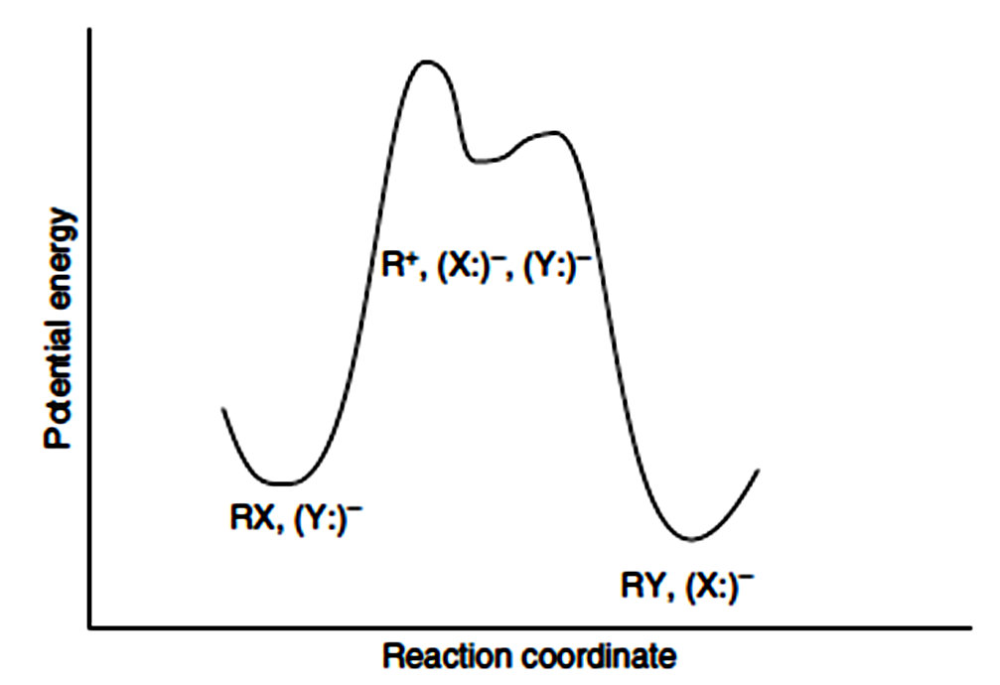 Potential energy
R⁺, (X:)⁻, (Y:)⁻
RX, (Y:)⁻
RY, (X:)⁻
Reaction coordinate